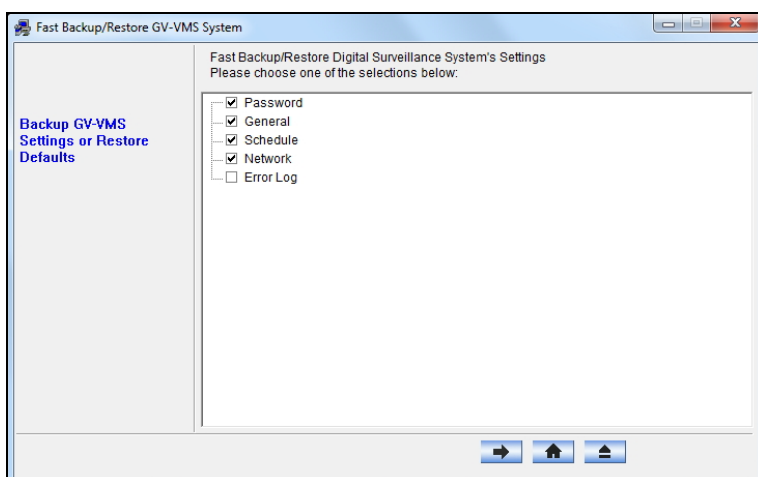 Fast Backup/Restore GV-VMS System
Fast Backup/Restore Digital Surveillance System's Settings
Please choose one of the selections below:
Backup GV-VMS
Settings or Restore
Defaults
Password
General
Schedule
Network
Error Log